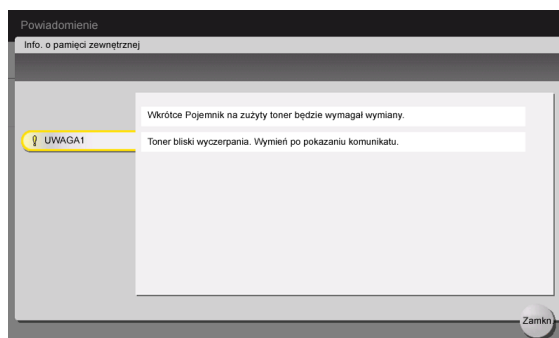 Powiadomienie
Info. o pamięci zewnętrznej
Wkrótce Pojemnik na zużyty toner będzie wymagał wymiany.
UWAGA1
Toner bliski wyczerpania. Wymień po pokazaniu komunikatu.
Zamkn